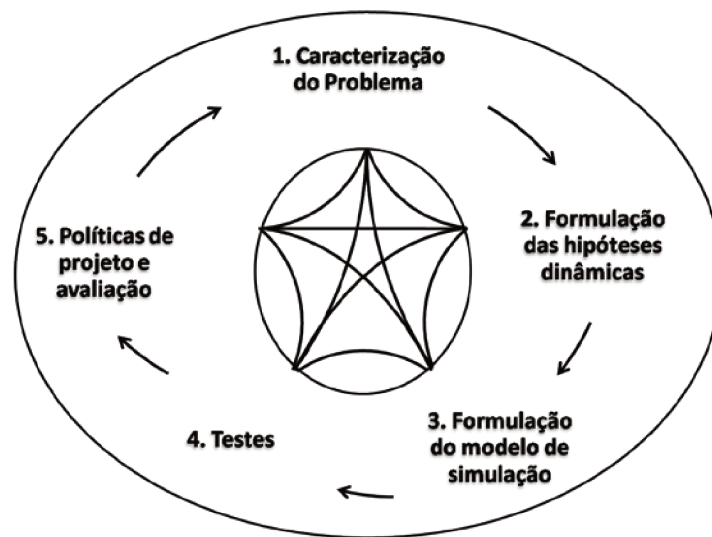 1. Caracterização
do Problema
2. Formulação
das hipóteses
dinâmicas
3. Formulação
do modelo de
simulação
4. Testes
5. Políticas de
projeto e
avaliação